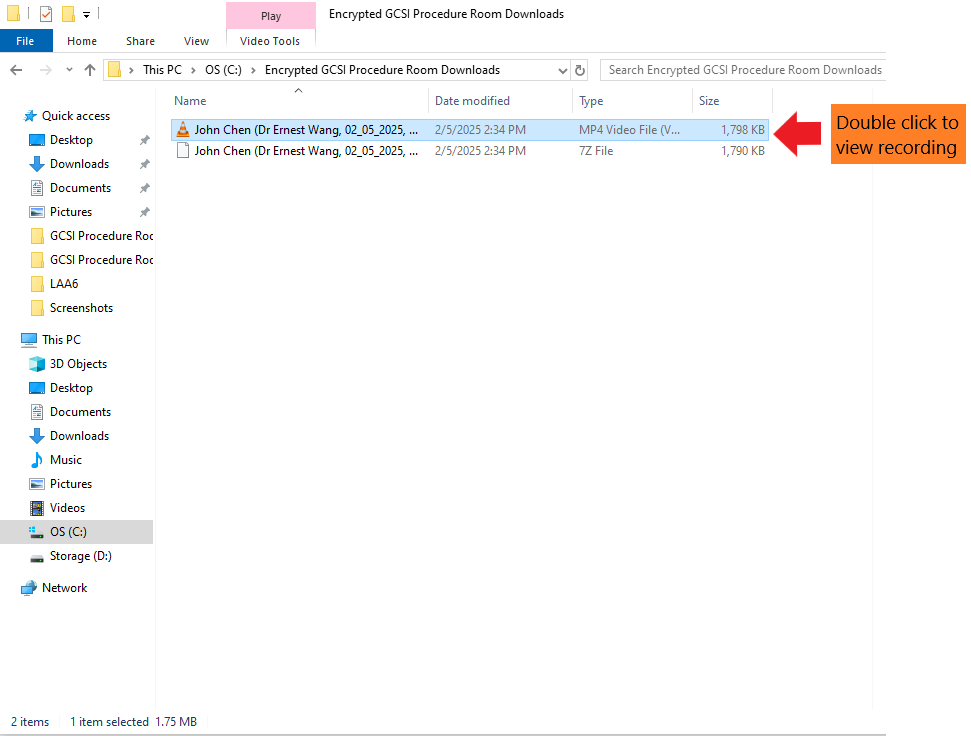 Play
Encrypted GCSI Procedure Room Downloads
File Home Share View Video Tools
This PC > OS (C:) > Encrypted GCSI Procedure Room Downloads
Search Encrypted GCSI Procedure Room Downloads
Name Date modified Type Size
John Chen (Dr Ernest Wang, 02_05_2025, ... 2/5/2025 2:34 PM MP4 Video File (V... 1,798 KB
John Chen (Dr Ernest Wang, 02_05_2025, ... 2/5/2025 2:34 PM 7Z File 1,790 KB
Double click to
view recording
Quick access
Desktop
Downloads
Documents
Pictures
GCSI Procedure Roo
GCSI Procedure Roo
LAA6
Screenshots
This PC
3D Objects
Desktop
Documents
Downloads
Music
Pictures
Videos
OS (C:)
Storage (D:)
Network
2 items 1 item selected 1.75 MB